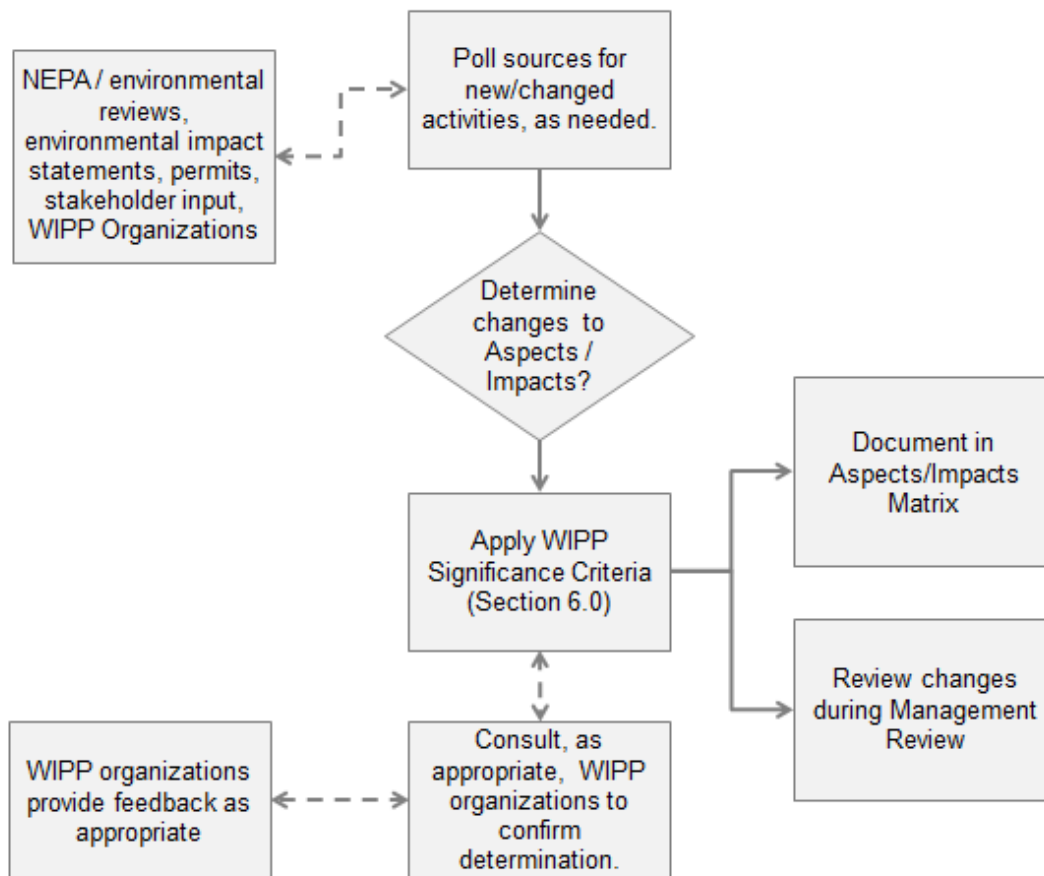 Poll sources for
new/changed
activities, as needed.
NEPA / environmental
reviews,
environmental impact
statements, permits,
stakeholder input,
WIPP Organizations
Determine
changes to
Aspects /
Impacts?
Document in
Aspects/Impacts
Matrix
Apply WIPP
Significance Criteria
(Section 6.0)
Review changes
during Management
Review
Consult, as
appropriate, WIPP
organizations to
confirm
determination.
WIPP organizations
provide feedback as
appropriate